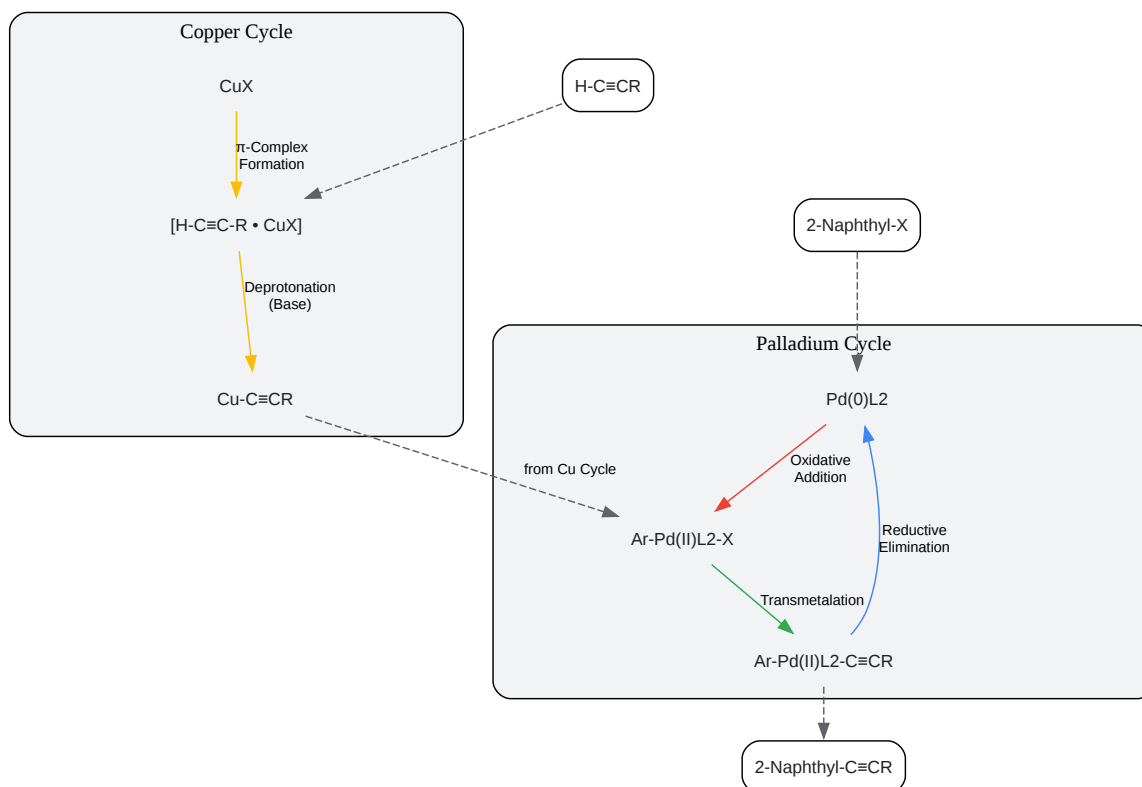 Copper Cycle
CuX
H-C≡CR
π-Complex
Formation
[H-C≡C-R • CuX]
2-Naphthyl-X
Deprotonation
(Base)
Palladium Cycle
Cu-C≡CR
Pd(0)L2
from Cu Cycle
Oxidative
Addition
Ar-Pd(II)L2-X
Reductive
Elimination
Transmetalation
Ar-Pd(II)L2-C≡CR
2-Naphthyl-C≡CR